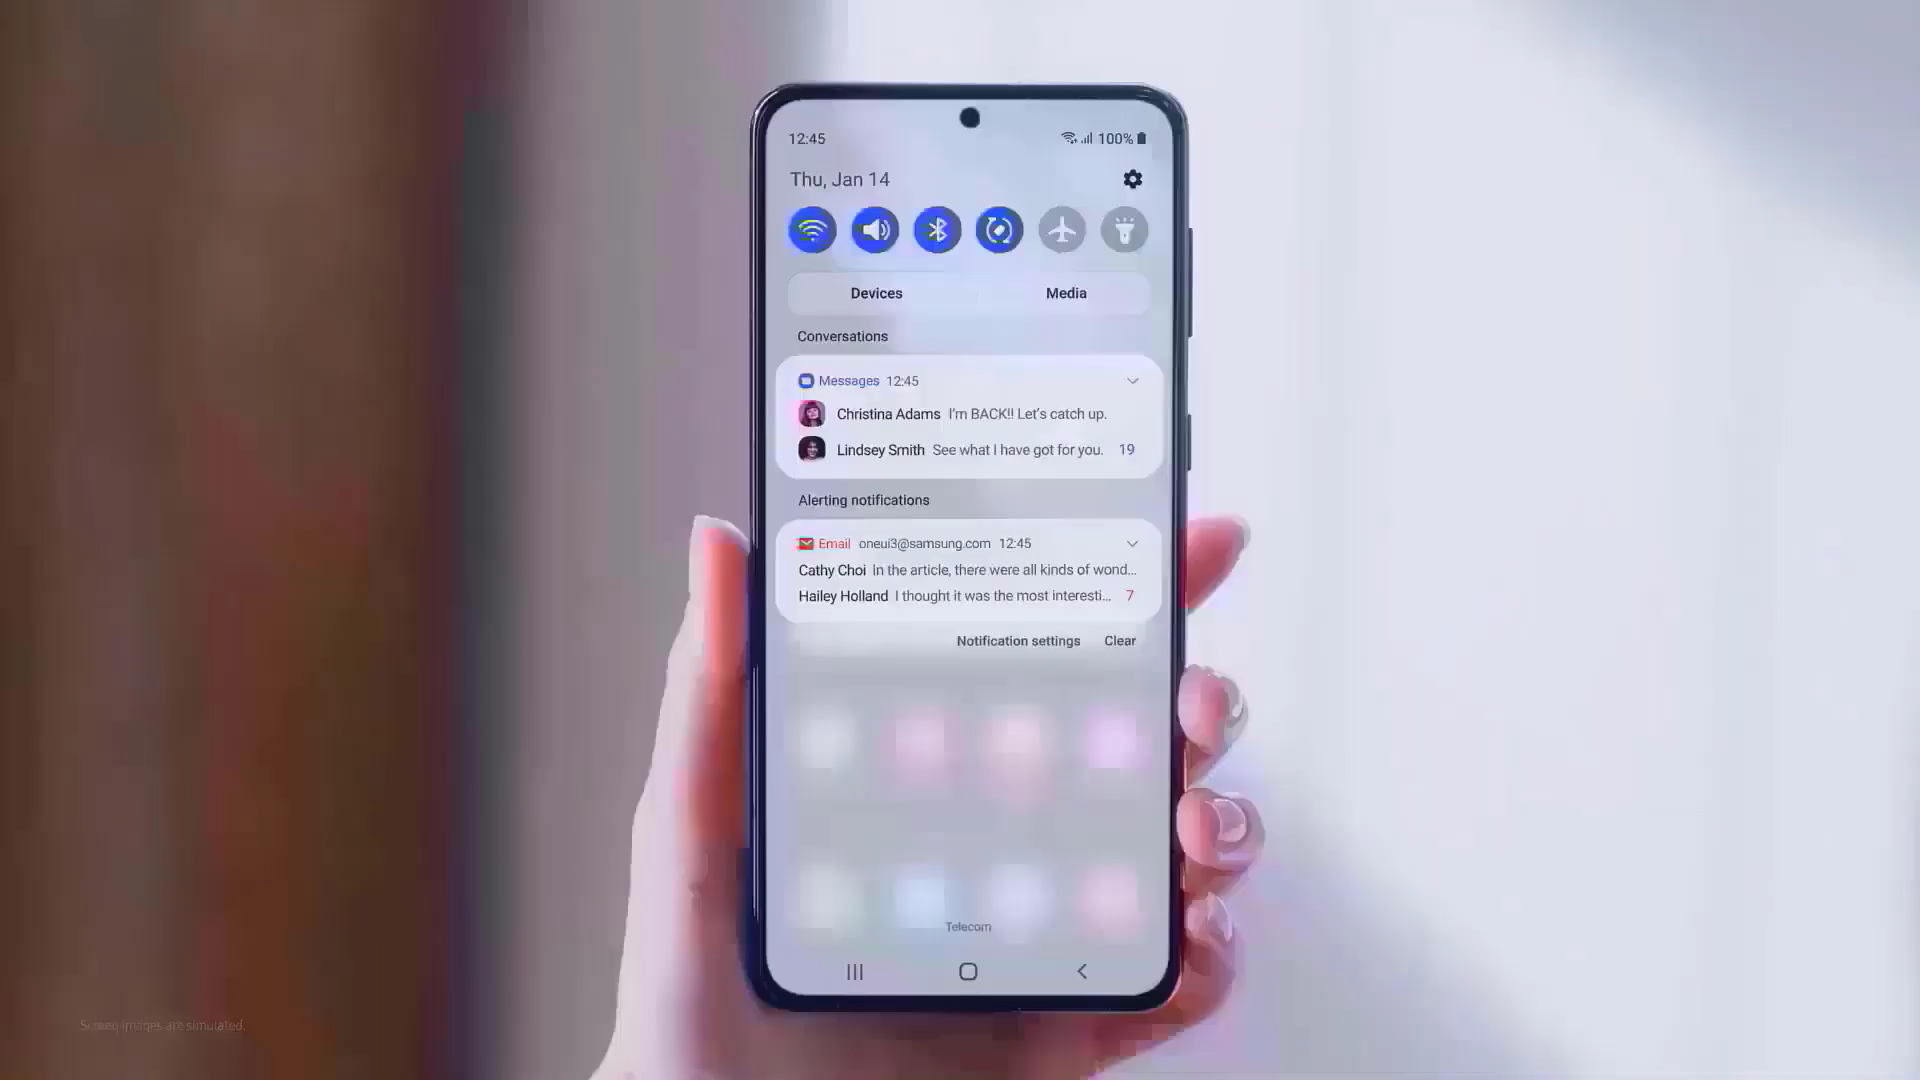 12:45 100%
Thu, Jan 14
Devices Media
Conversations
Messages 12:45
Christina Adams I'm BACK!! Let's catch up.
Lindsey Smith See what I have got for you. 19
Alerting notifications
Email oneui3@samsung.com 12:45
Cathy Choi In the article, there were all kinds of wond...
Hailey Holland I thought it was the most interesti... 7
Notification settings Clear
Telecom
Screen images are simulated.